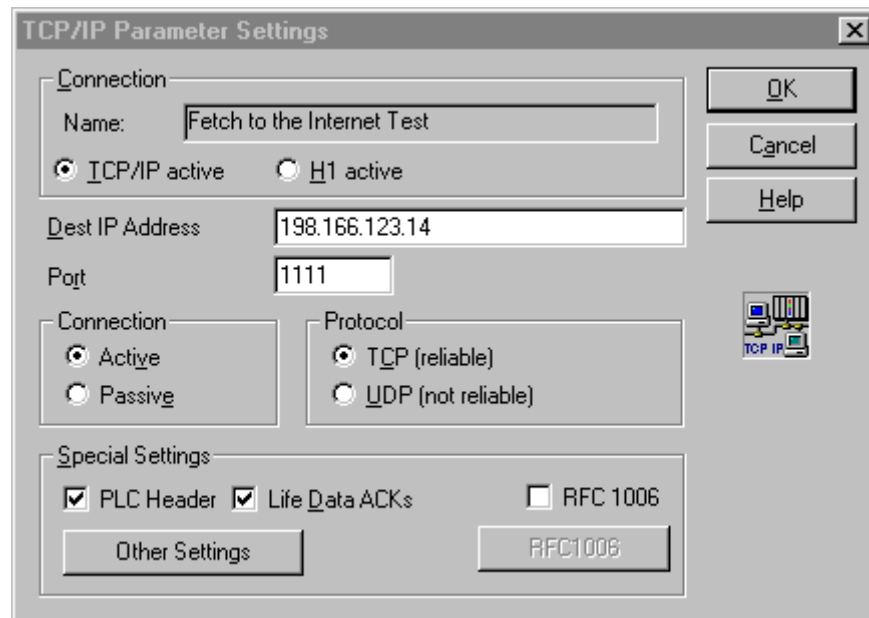 TCP/IP Parameter Settings
Connection
Name: Fetch to the Internet Test
TCP/IP active H1 active
OK
Cancel
Help
Dest IP Address 198.166.123.14
Port 1111
Connection
Active
Passive
Protocol
TCP (reliable)
UDP (not reliable)
TCP IP
Special Settings
PLC Header Life Data ACKs RFC 1006
Other Settings RFC1006